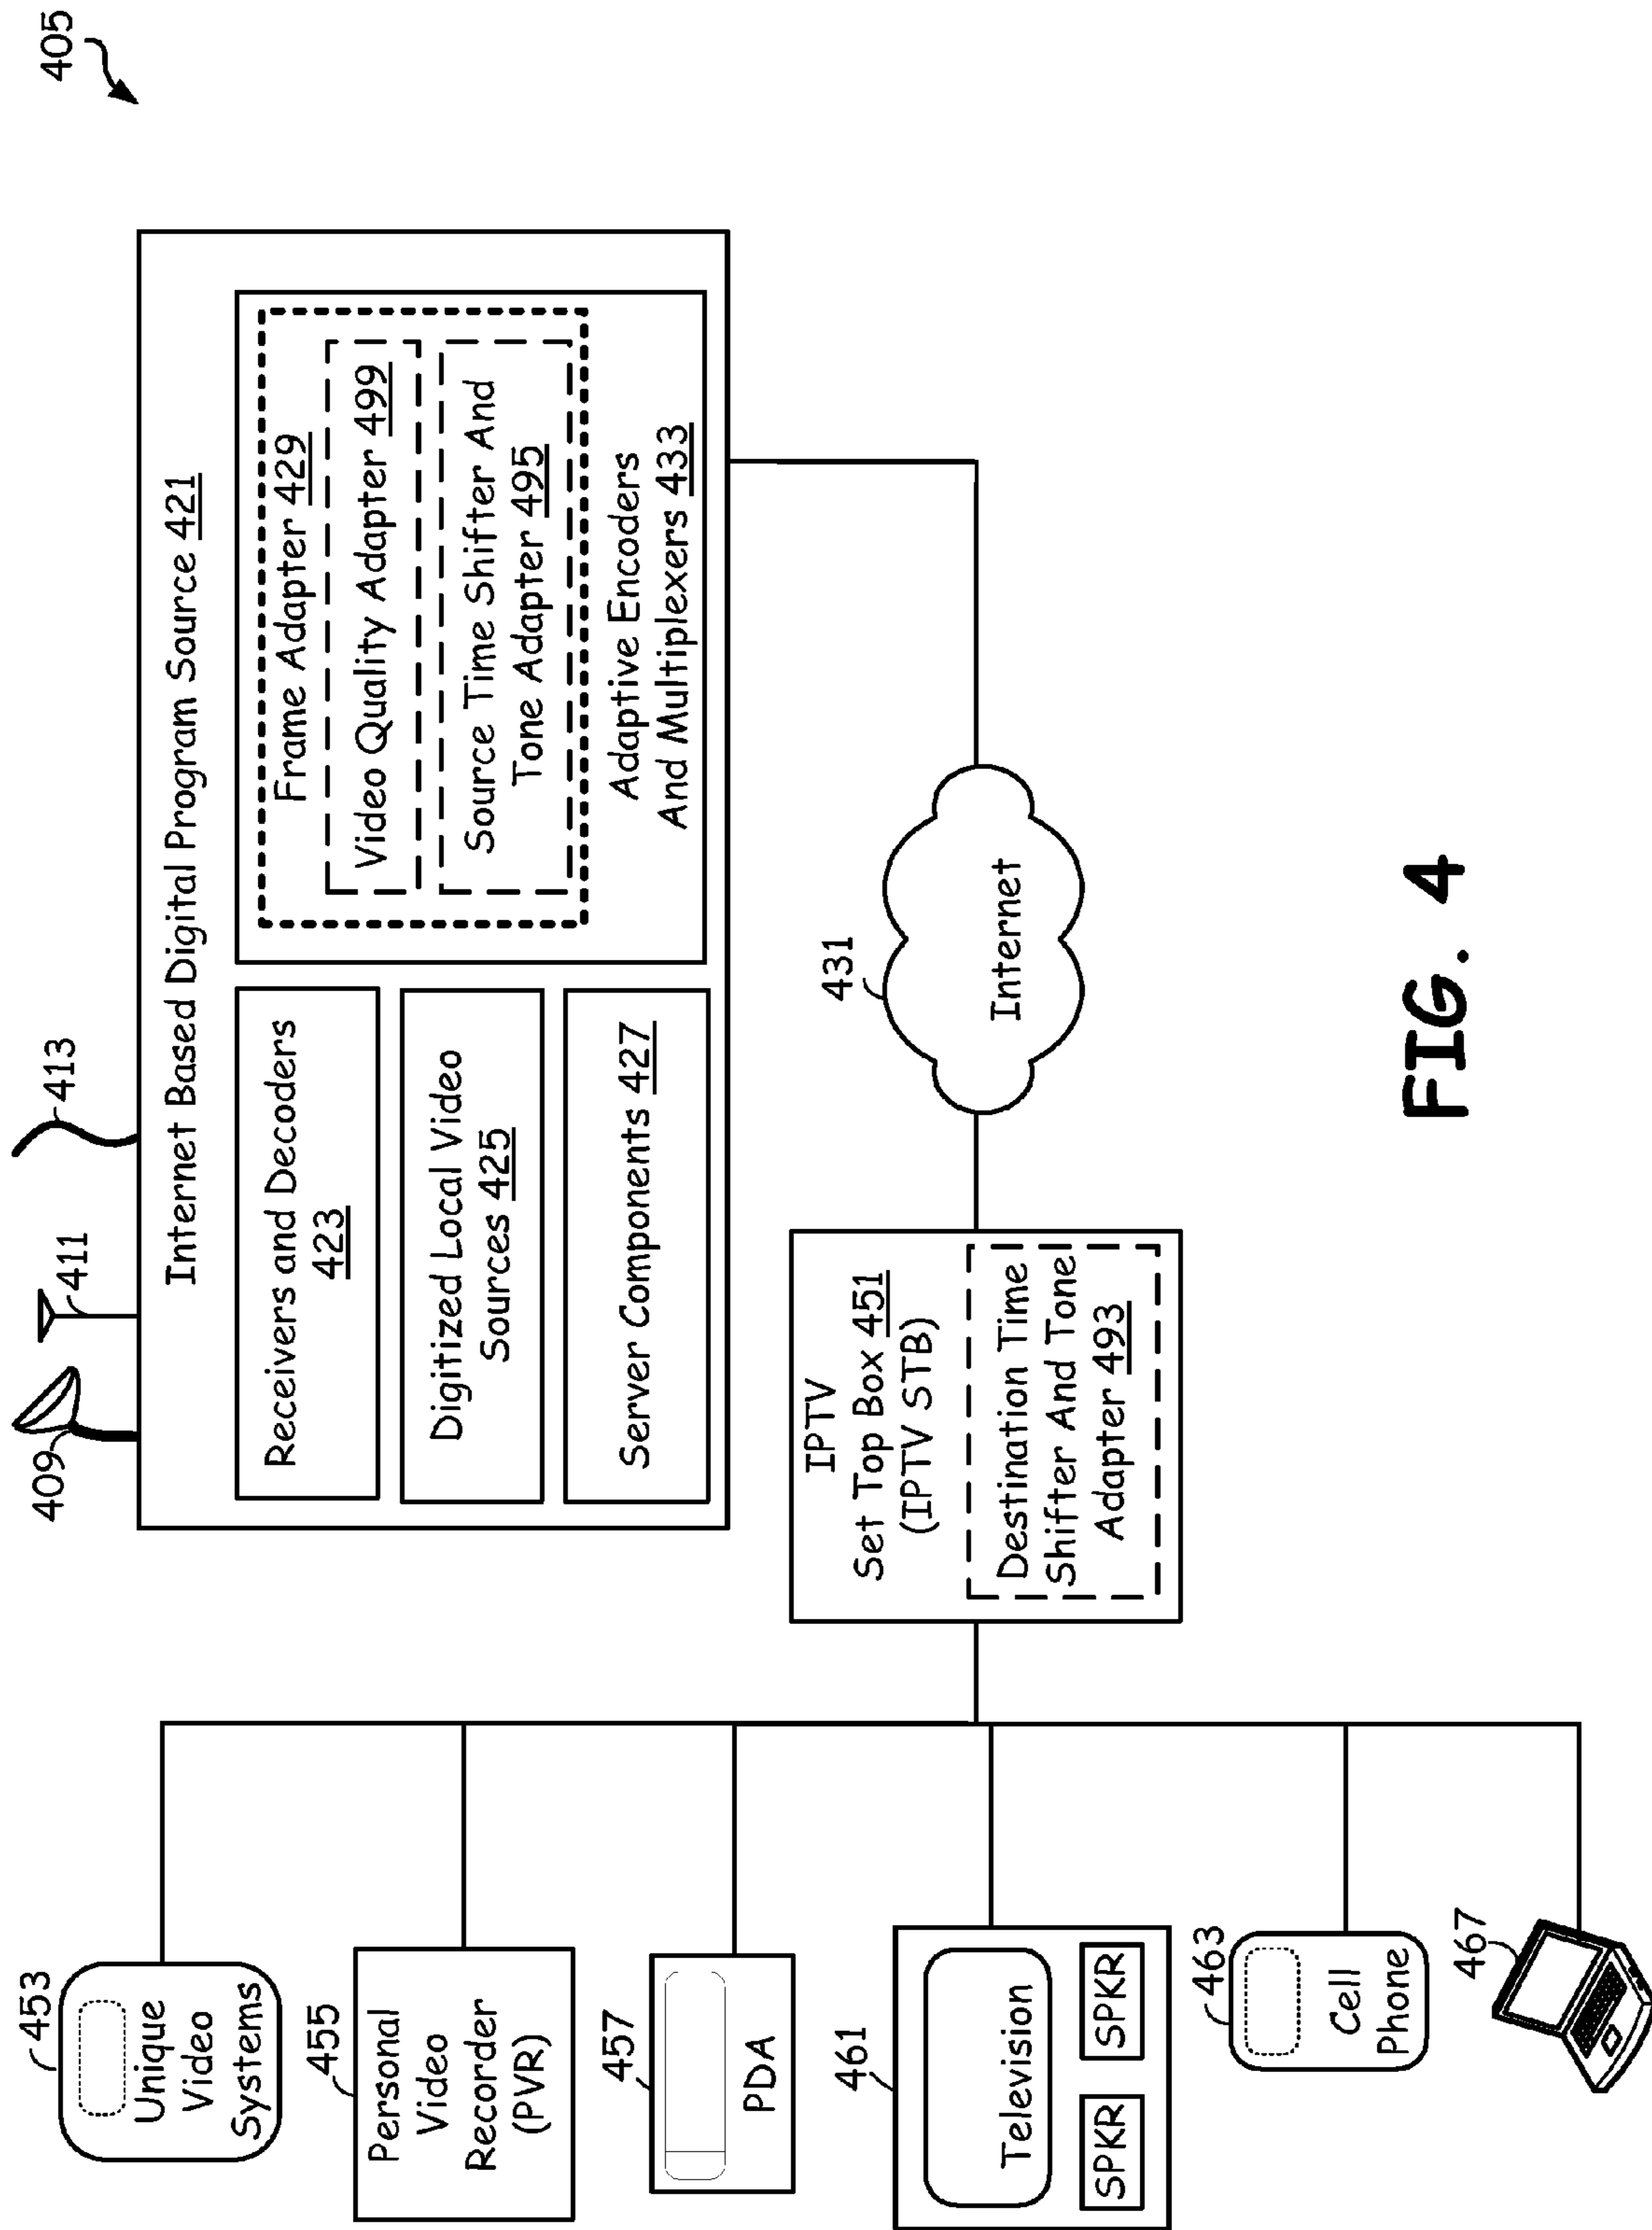 405
409
411
413
Internet Based Digital Program Source 421
Receivers and Decoders
423
Digitized Local Video
Sources 425
Server Components 427
Frame Adapter 429
Video Quality Adapter 499
Source Time Shifter And
Tone Adapter 495
Adaptive Encoders
And Multiplexers 433
IPTV
Set Top Box 451
(IPTV STB)
Destination Time
Shifter And Tone
Adapter 493
431
Internet
453
Unique
Video
Systems
455
Personal
Video
Recorder
(PVR)
457
PDA
461
Television
SPKR
SPKR
463
Cell
Phone
467
FIG. 4